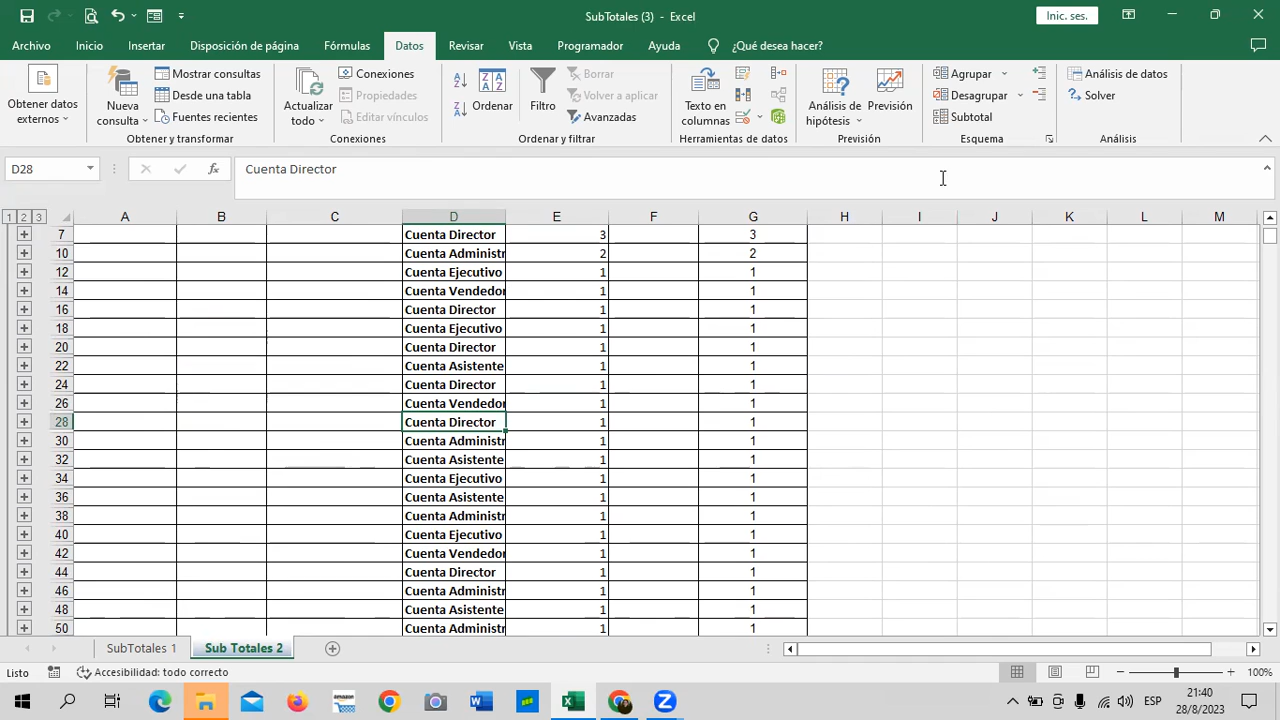 SubTotales (3) - Excel
Inic. ses.
Archivo Inicio Insertar Disposición de página Fórmulas Datos Revisar Vista Programador Ayuda ¿Qué desea hacer?
Obtener datos externos
Nueva consulta
Mostrar consultas
Desde una tabla
Fuentes recientes
Obtener y transformar
Actualizar todo
Conexiones
Propiedades
Editar vínculos
Conexiones
Ordenar
Filtro
Borrar
Volver a aplicar
Avanzadas
Ordenar y filtrar
Texto en columnas
Herramientas de datos
Análisis de hipótesis
Previsión
Previsión
Agrupar
Desagrupar
Subtotal
Esquema
Análisis de datos
Solver
Análisis
D28
fx
Cuenta Director
1 2 3
A B C D E F G H I J K L M
7 Cuenta Director 3 3
10 Cuenta Administr 2 2
12 Cuenta Ejecutivo 1 1
14 Cuenta Vendedor 1 1
16 Cuenta Director 1 1
18 Cuenta Ejecutivo 1 1
20 Cuenta Director 1 1
22 Cuenta Asistente 1 1
24 Cuenta Director 1 1
26 Cuenta Vendedor 1 1
28 Cuenta Director 1 1
30 Cuenta Administr 1 1
32 Cuenta Asistente 1 1
34 Cuenta Ejecutivo 1 1
36 Cuenta Asistente 1 1
38 Cuenta Administr 1 1
40 Cuenta Ejecutivo 1 1
42 Cuenta Vendedor 1 1
44 Cuenta Director 1 1
46 Cuenta Administr 1 1
48 Cuenta Asistente 1 1
50 Cuenta Administr 1 1
SubTotales 1 Sub Totales 2
Listo Accesibilidad: todo correcto 100%
amazon
ESP
21:40
28/8/2023